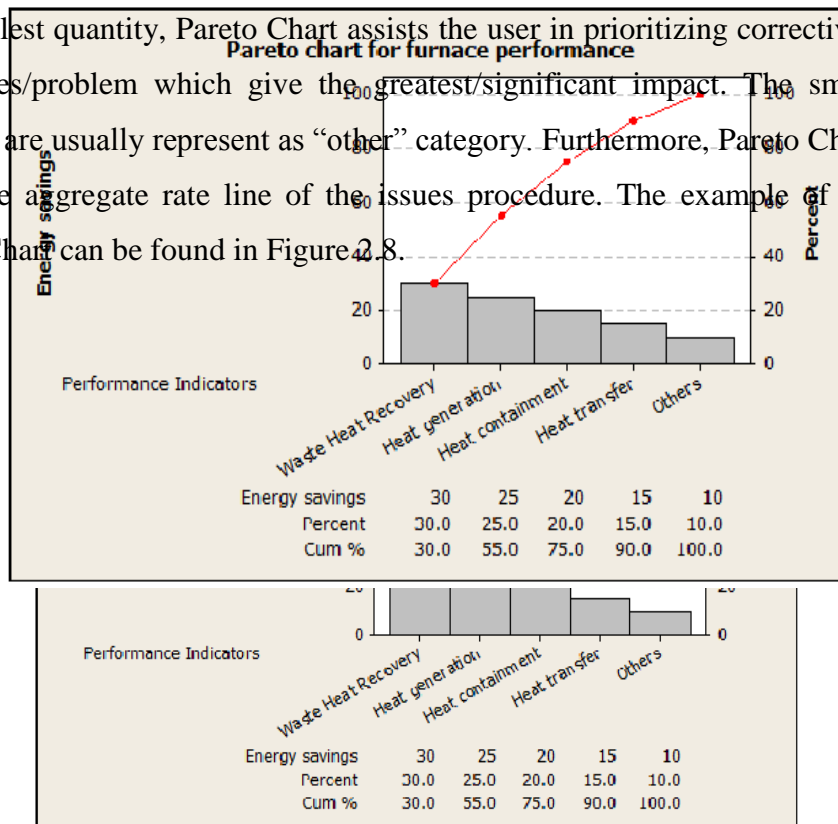 lest quantity, Pareto Chart assists the user in prioritizing corrective
Pareto chart for furnace performance
es/problem which give the greatest/significant impact. The sm
100 100
are usually represent as “other” category. Furthermore, Pareto Ch
80 80
e aggregate rate line of the issues procedure. The example of
60 60
Chart can be found in Figure 2.8.
Energy savings
Percent
40 40
20 20
0 0
Performance Indicators
Waste Heat Recovery
Heat generation
Heat containment
Heat transfer
Others
Energy savings 30 25 20 15 10
Percent 30.0 25.0 20.0 15.0 10.0
Cum % 30.0 55.0 75.0 90.0 100.0
20 20
0 0
Performance Indicators
Waste Heat Recovery
Heat generation
Heat containment
Heat transfer
Others
Energy savings 30 25 20 15 10
Percent 30.0 25.0 20.0 15.0 10.0
Cum % 30.0 55.0 75.0 90.0 100.0